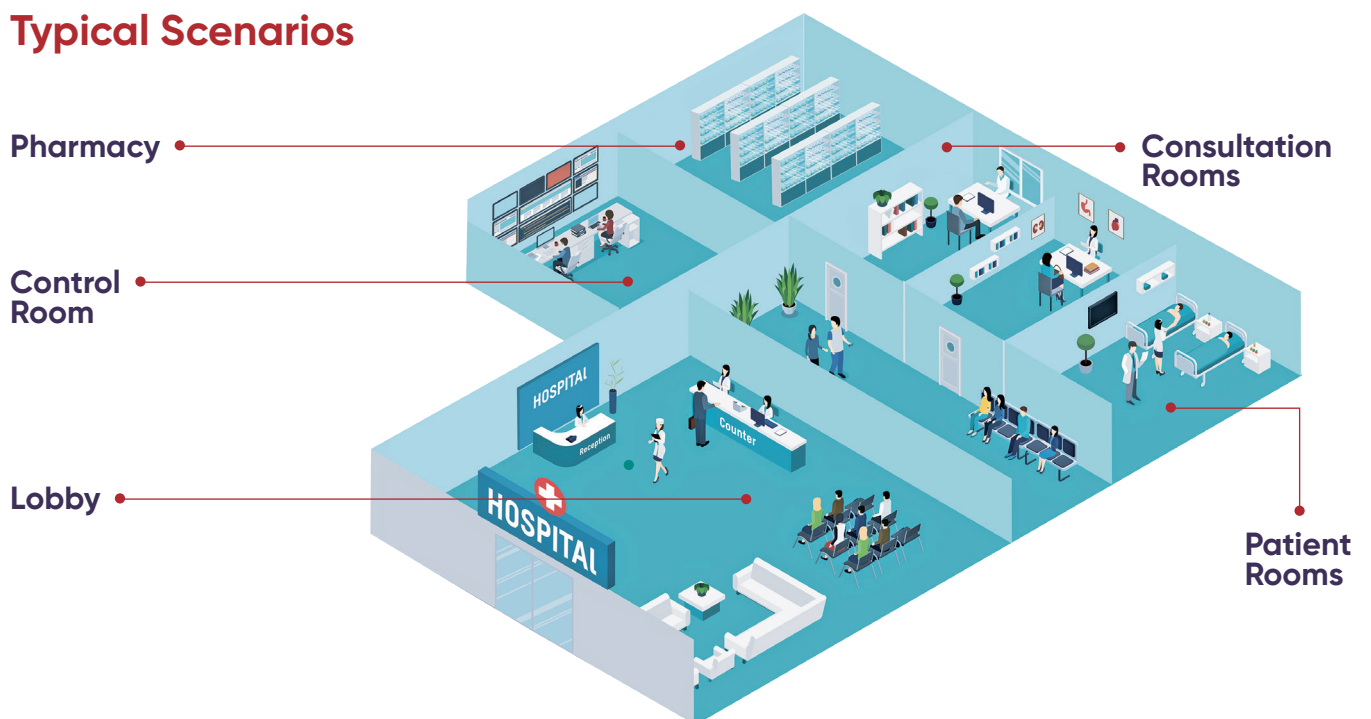 Typical Scenarios
Pharmacy
Consultation
Rooms
Control
Room
HOSPITAL
Reception
Counter
Lobby
HOSPITAL
Patient
Rooms